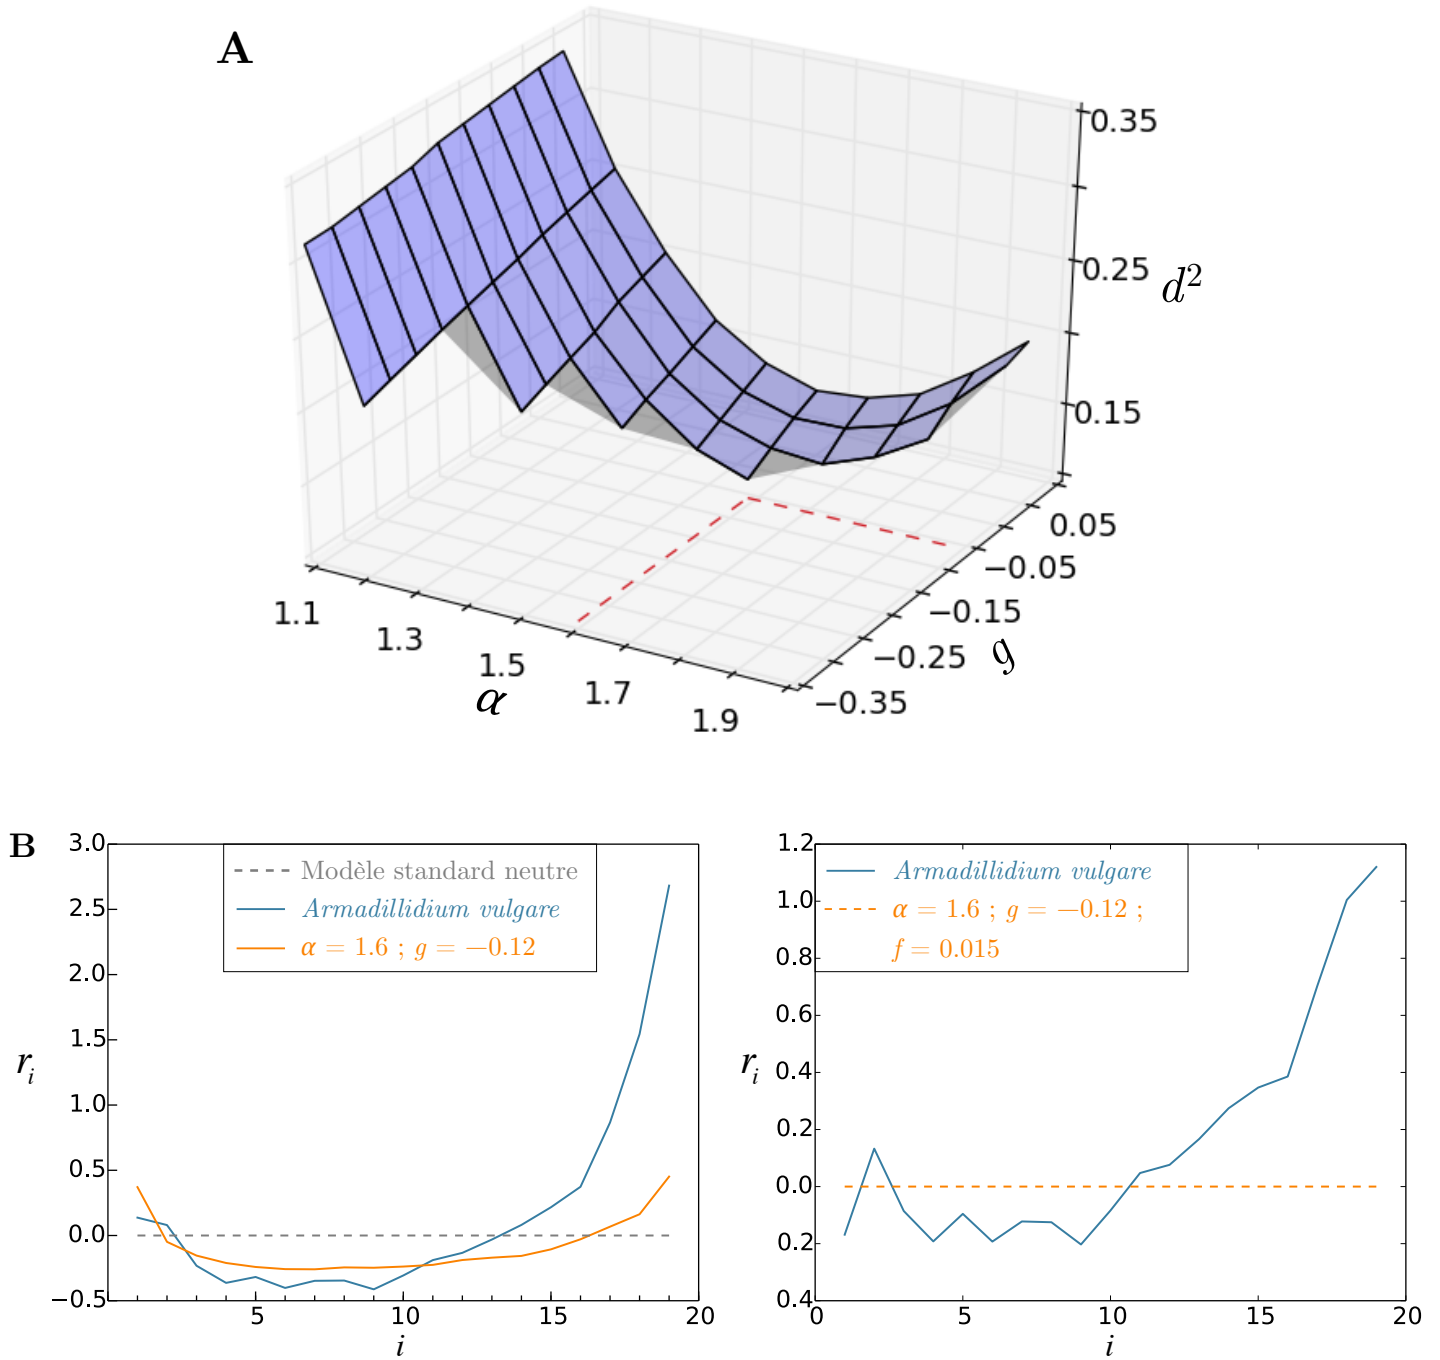 A
0.35
0.25
d²
0.15
0.05
−0.05
−0.15
−0.25
g
−0.35
1.1
1.3
1.5
1.7
1.9
α
B
3.0
2.5
2.0
1.5
1.0
0.5
0.0
−0.5
r_i
Modèle standard neutre
Armadillidium vulgare
α = 1.6 ; g = −0.12
5
10
15
20
i
1.2
1.0
0.8
0.6
0.4
0.2
0.0
0.2
0.4
r_i
Armadillidium vulgare
α = 1.6 ; g = −0.12 ;
f = 0.015
0
5
10
15
20
i